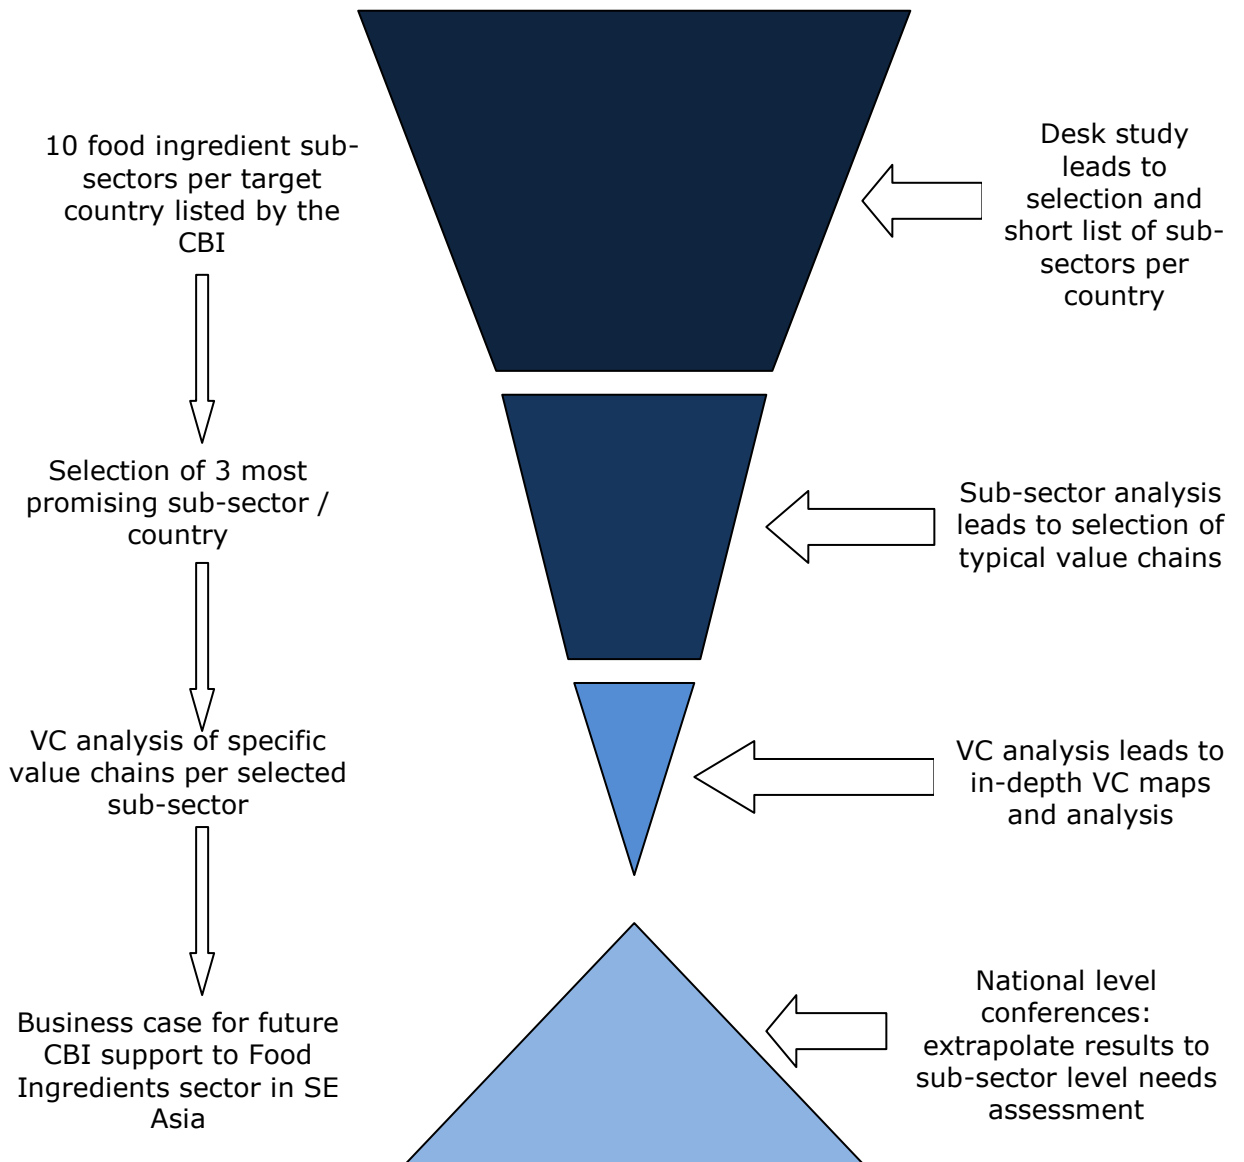 10 food ingredient sub-
sectors per target
country listed by the
CBI
Desk study
leads to
selection and
short list of sub-
sectors per
country
Selection of 3 most
promising sub-sector /
country
Sub-sector analysis
leads to selection of
typical value chains
VC analysis of specific
value chains per selected
sub-sector
VC analysis leads to
in-depth VC maps
and analysis
Business case for future
CBI support to Food
Ingredients sector in SE
Asia
National level
conferences:
extrapolate results to
sub-sector level needs
assessment